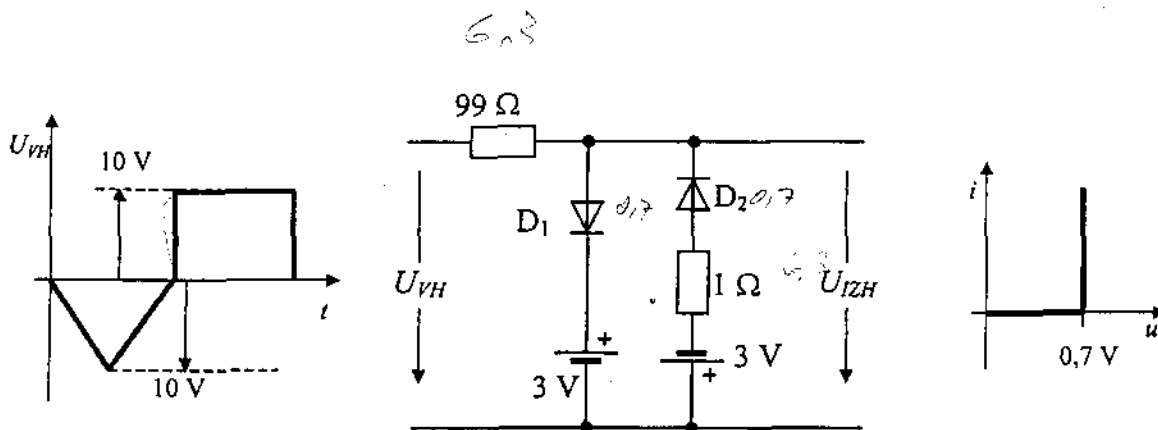 6,3
99 Ω
U_VH
10 V
D₁
0,7
D₂
0,7
i
U_VH
1 Ω
U_IZH
t
+
3 V
+
3 V
u
0,7 V
10 V